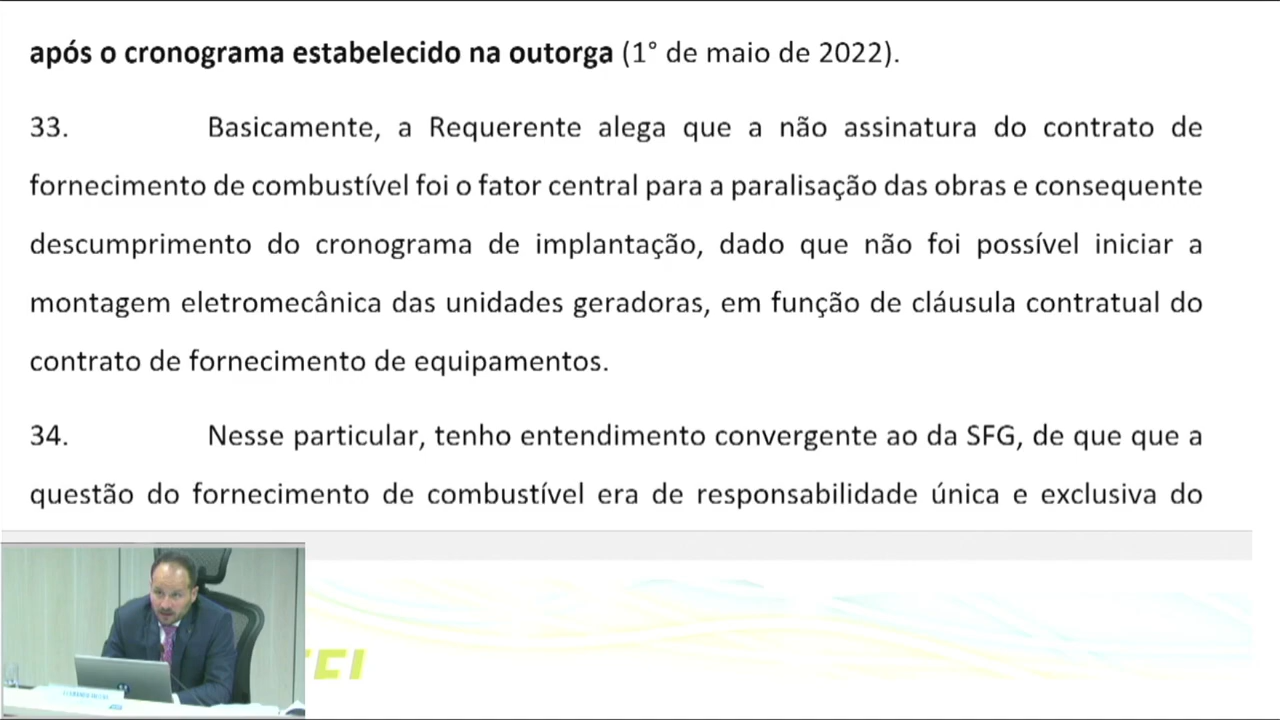 após o cronograma estabelecido na outorga (1° de maio de 2022).
33. Basicamente, a Requerente alega que a não assinatura do contrato de
fornecimento de combustível foi o fator central para a paralisação das obras e consequente
descumprimento do cronograma de implantação, dado que não foi possível iniciar a
montagem eletromecânica das unidades geradoras, em função de cláusula contratual do
contrato de fornecimento de equipamentos.
34. Nesse particular, tenho entendimento convergente ao da SFG, de que que a
questão do fornecimento de combustível era de responsabilidade única e exclusiva do